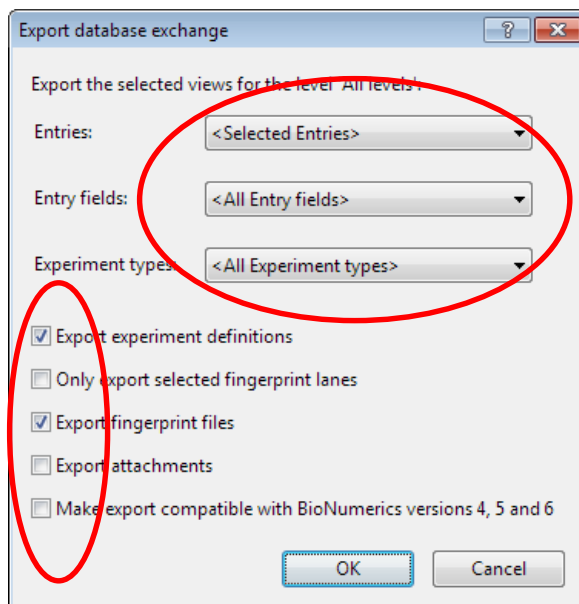 Export database exchange
Export the selected views for the level 'All levels':
Entries: <Selected Entries>
Entry fields: <All Entry fields>
Experiment types: <All Experiment types>
Export experiment definitions
Only export selected fingerprint lanes
Export fingerprint files
Export attachments
Make export compatible with BioNumerics versions 4, 5 and 6
OK Cancel